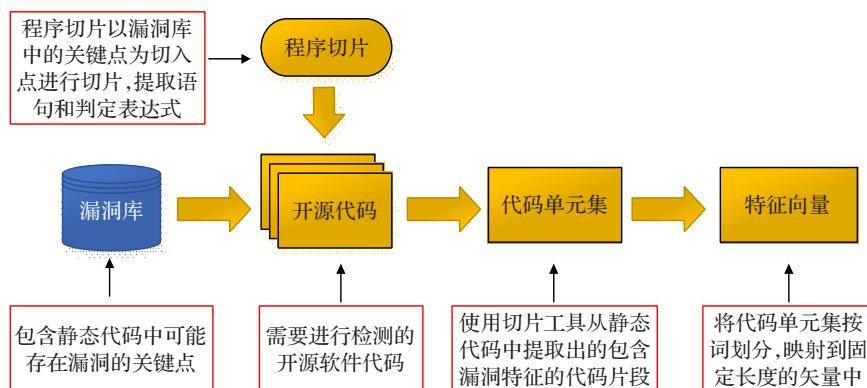 程序切片以漏洞库
中的关键点为切入
点进行切片,提取语
句和判定表达式
程序切片
漏洞库
开源代码
代码单元集
特征向量
包含静态代码中可能
存在漏洞的关键点
需要进行检测的
开源软件代码
使用切片工具从静态
代码中提取出的包含
漏洞特征的代码片段
将代码单元集按
词划分,映射到固
定长度的矢量中